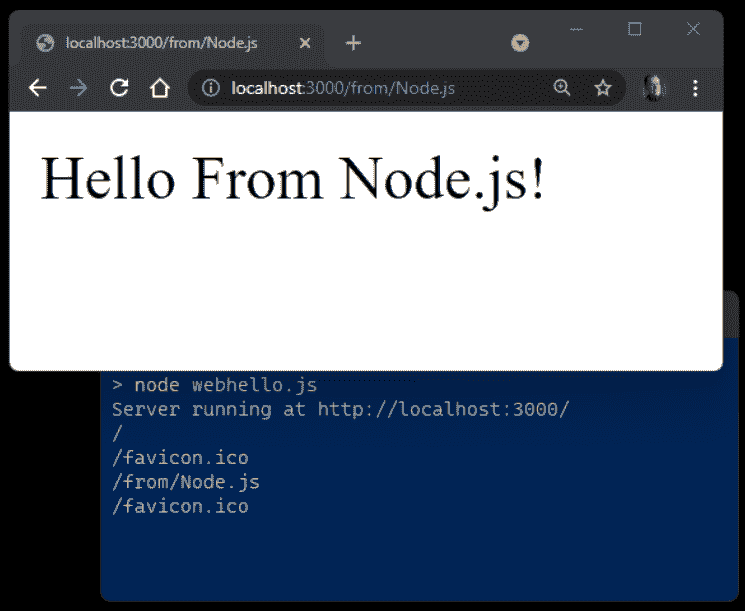 localhost:3000/from/Node.js
localhost:3000/from/Node.js
Hello From Node.js!
> node webhello.js
Server running at http://localhost:3000/
/
/favicon.ico
/from/Node.js
/favicon.ico